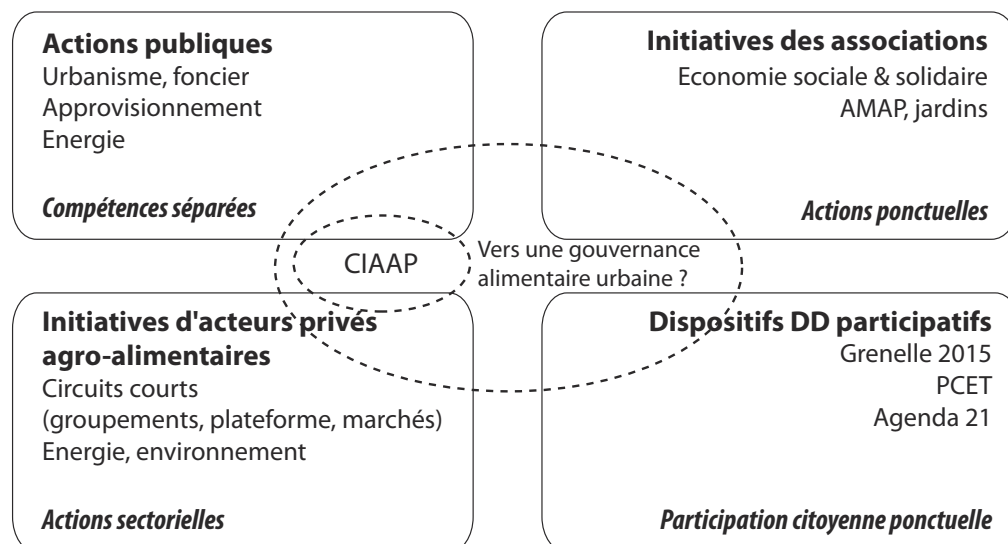 Actions publiques
Urbanisme, foncier
Approvisionnement
Energie
Compétences séparées
Initiatives des associations
Economie sociale & solidaire
AMAP, jardins
Actions ponctuelles
CIAAP
Vers une gouvernance
alimentaire urbaine ?
Initiatives d'acteurs privés
agro-alimentaires
Circuits courts
(groupements, plateforme, marchés)
Energie, environnement
Actions sectorielles
Dispositifs DD participatifs
Grenelle 2015
PCET
Agenda 21
Participation citoyenne ponctuelle